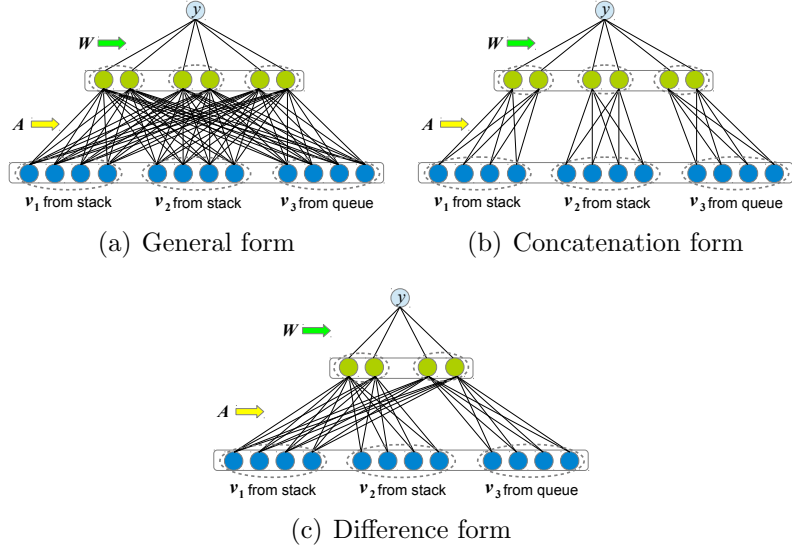 y y
W W
A A
v1 from stack v2 from stack v3 from queue v1 from stack v2 from stack v3 from queue
(a) General form (b) Concatenation form
y
W
A
v1 from stack v2 from stack v3 from queue
(c) Difference form